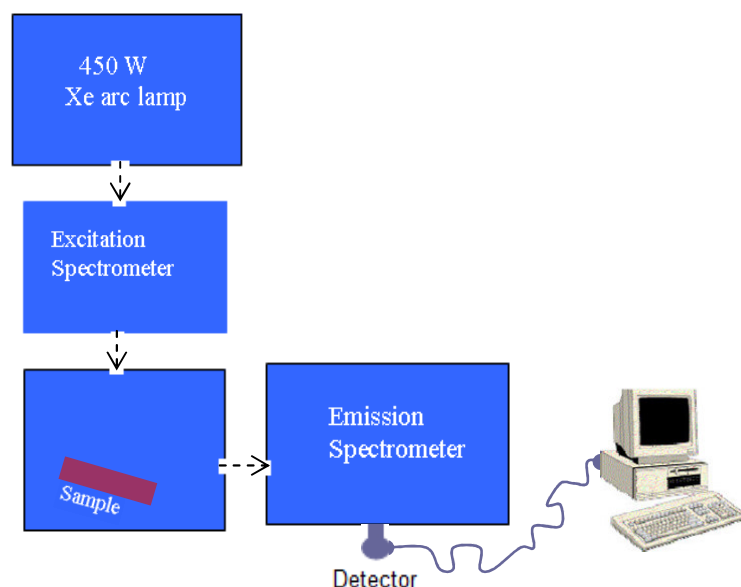 450 W
Xe arc lamp
Excitation
Spectrometer
Sample
Emission
Spectrometer
Detector